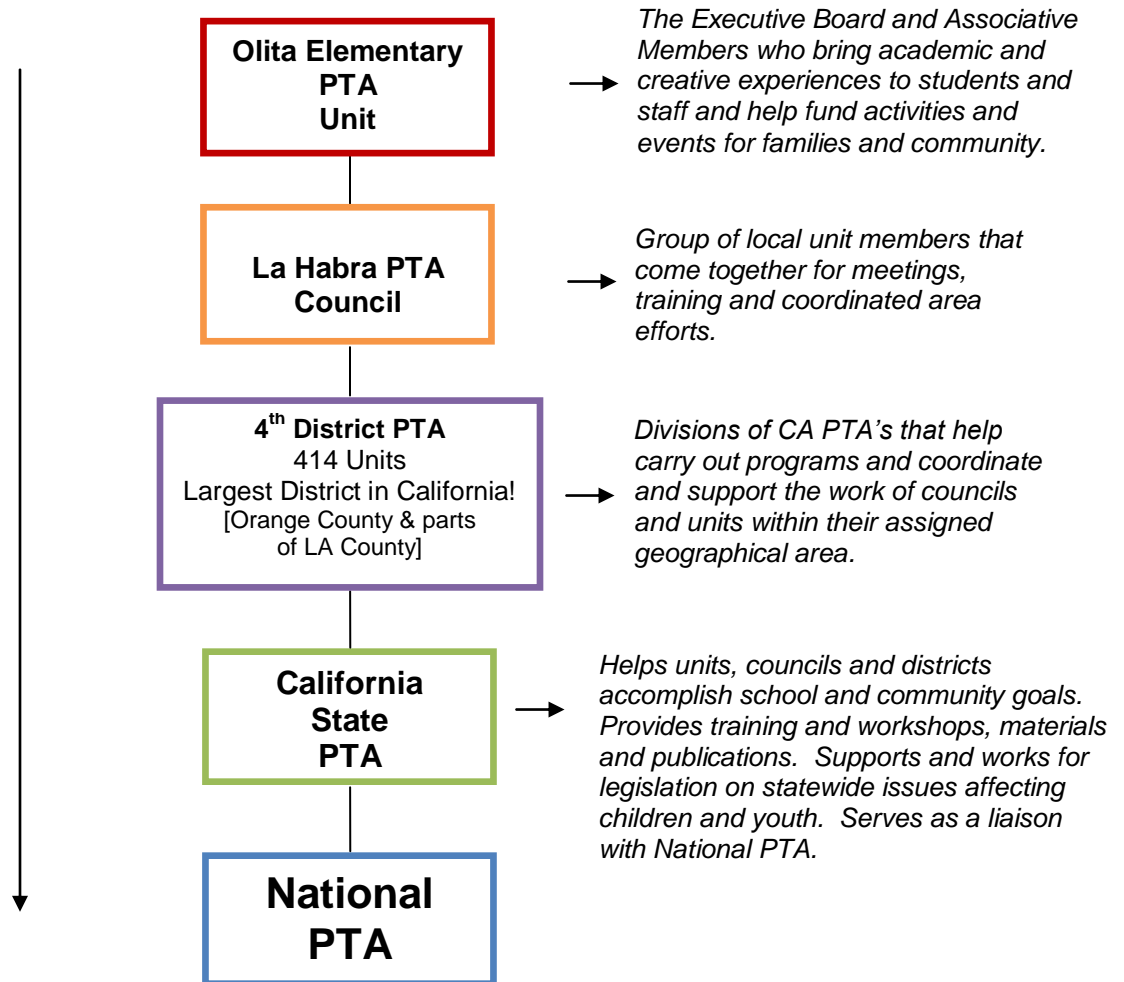 Olita Elementary
PTA
Unit
The Executive Board and Associative
Members who bring academic and
creative experiences to students and
staff and help fund activities and
events for families and community.
La Habra PTA
Council
Group of local unit members that
come together for meetings,
training and coordinated area
efforts.
4th District PTA
414 Units
Largest District in California!
[Orange County & parts
of LA County]
Divisions of CA PTA's that help
carry out programs and coordinate
and support the work of councils
and units within their assigned
geographical area.
California
State
PTA
Helps units, councils and districts
accomplish school and community goals.
Provides training and workshops, materials
and publications.  Supports and works for
legislation on statewide issues affecting
children and youth.  Serves as a liaison
with National PTA.
National
PTA